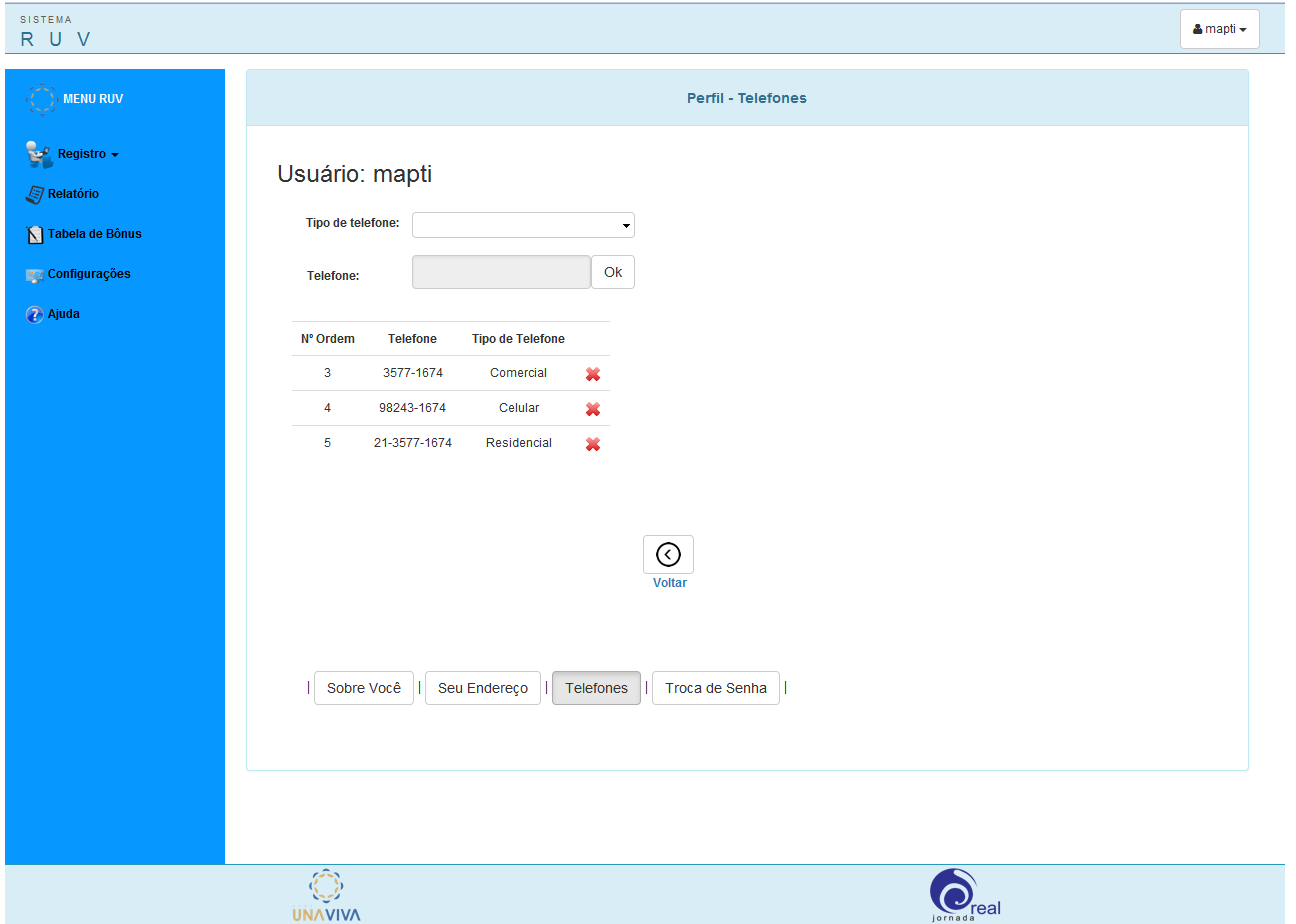 SISTEMA
R U V
mapti
MENU RUV
Registro
Relatório
Tabela de Bônus
Configurações
Ajuda
Perfil - Telefones
Usuário: mapti
Tipo de telefone:
Telefone:
Ok
Nº Ordem Telefone Tipo de Telefone
3 3577-1674 Comercial
4 98243-1674 Celular
5 21-3577-1674 Residencial
Voltar
| Sobre Você | Seu Endereço | Telefones | Troca de Senha |
UNAVIVA
real
jornada